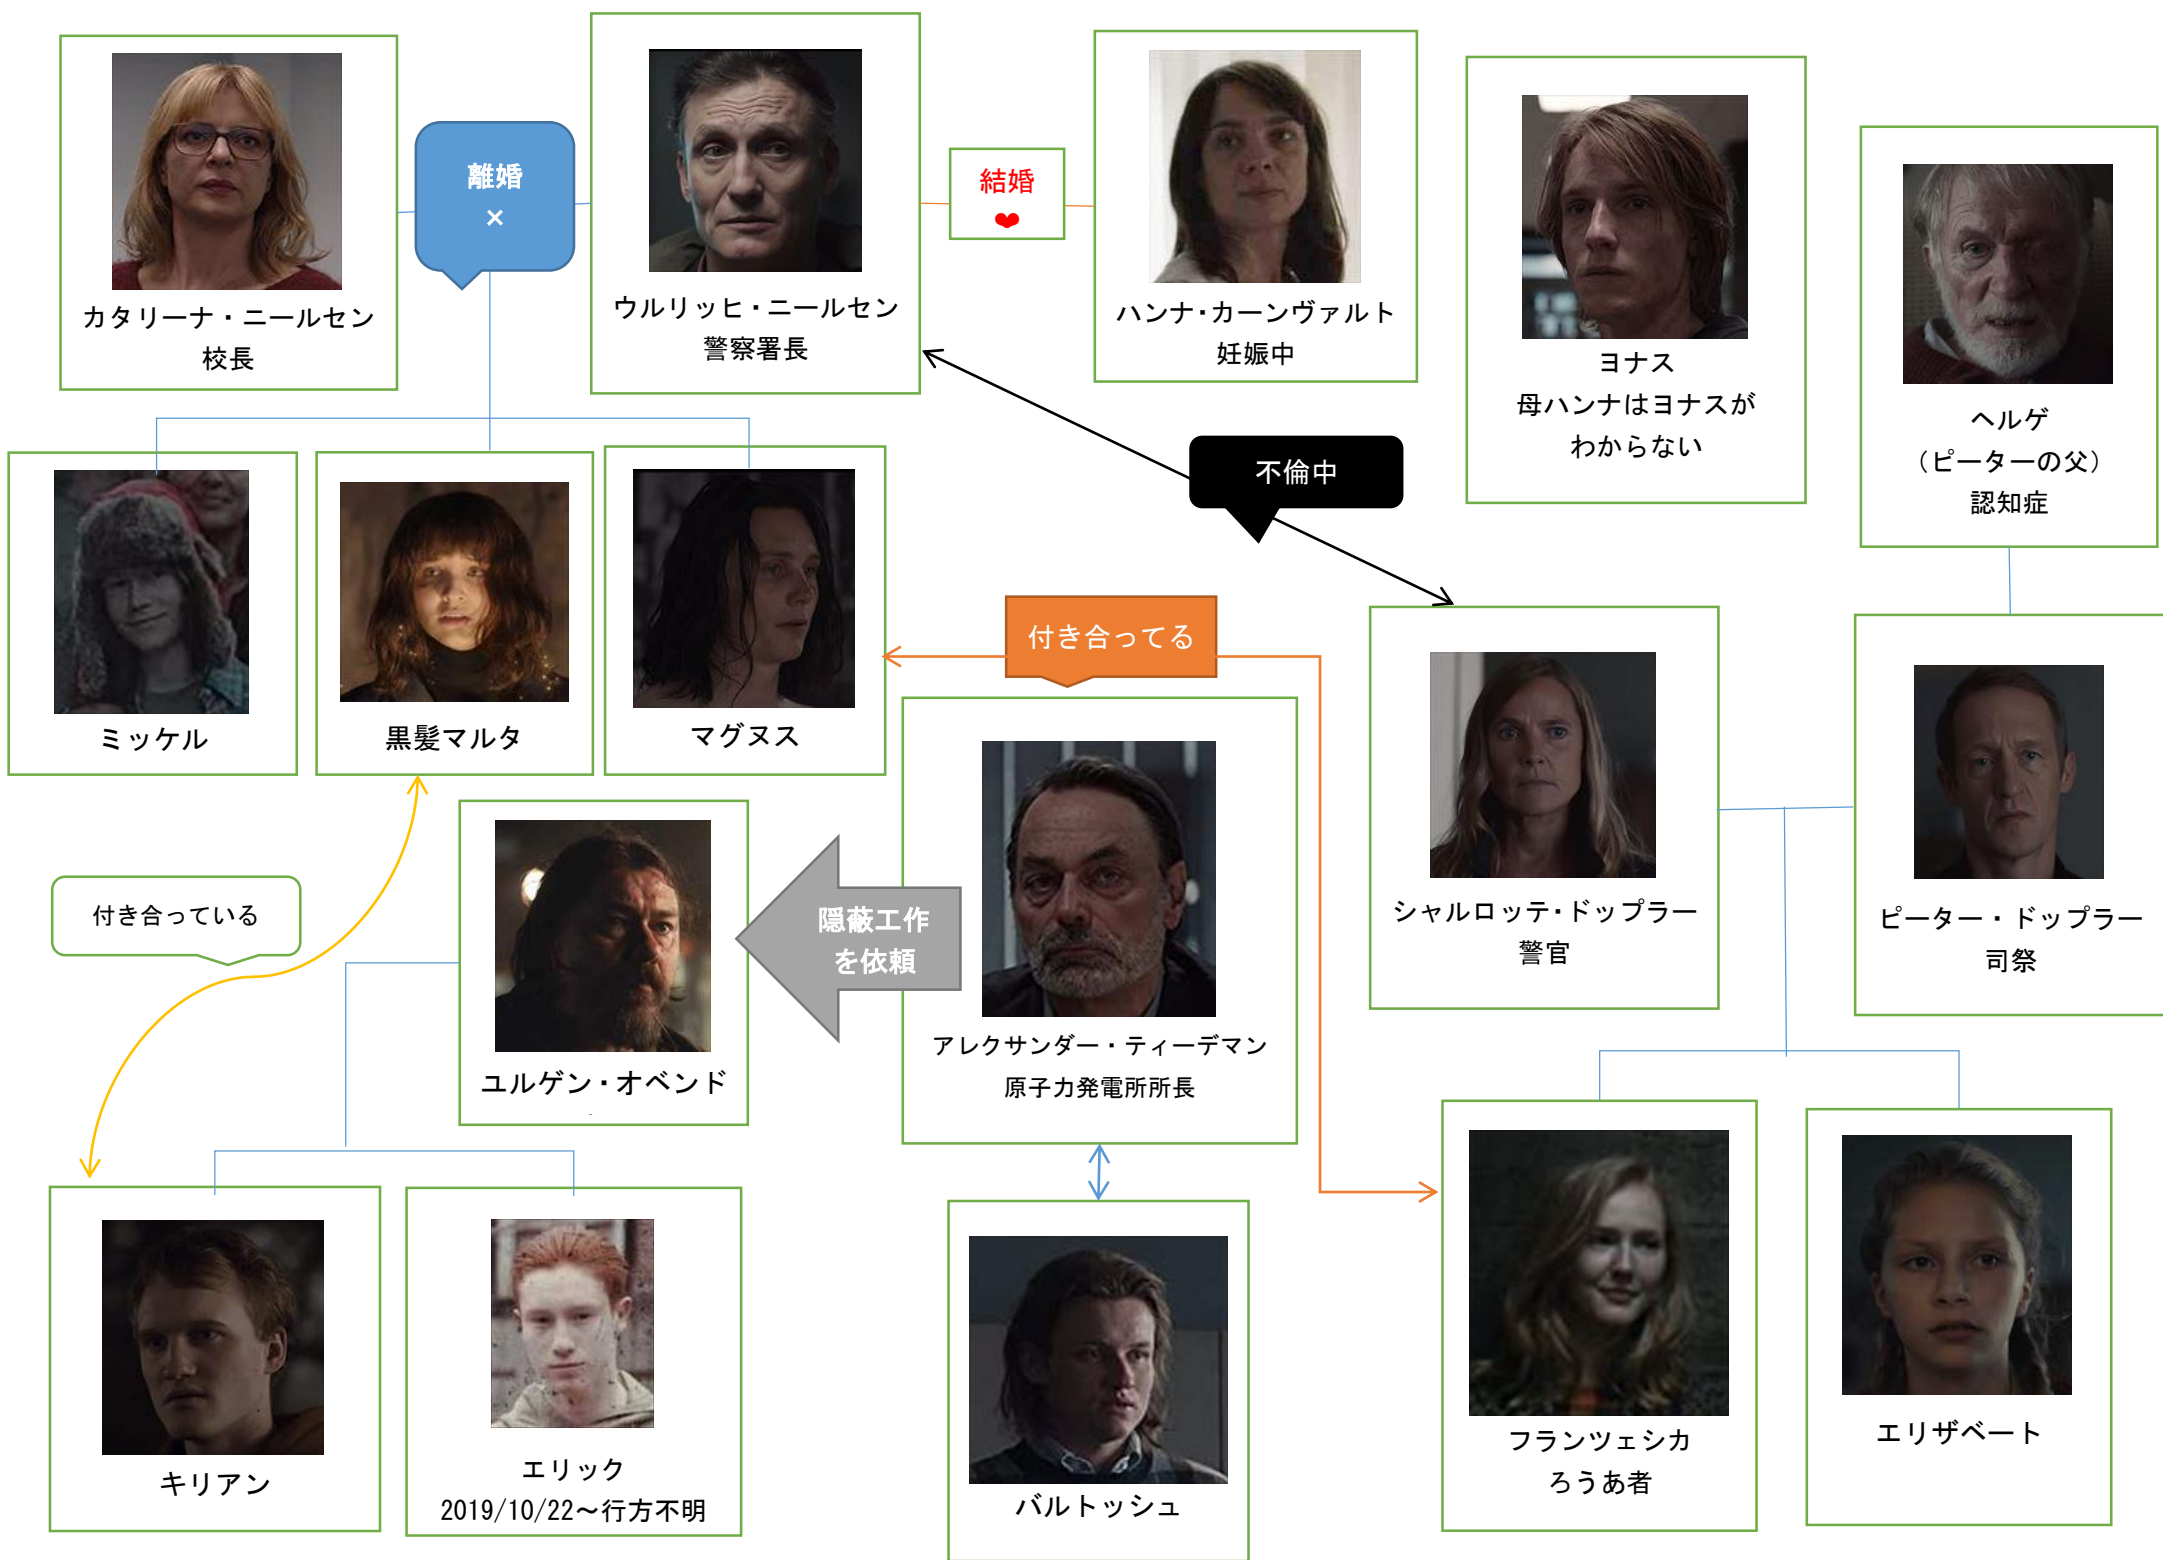 離婚
×
結婚
❤
カタリーナ・ニールセン
校長
ウルリッヒ・ニールセン
警察署長
ハンナ・カーンヴァルト
妊娠中
ヨナス
母ハンナはヨナスが
わからない
ヘルゲ
（ピーターの父）
認知症
不倫中
付き合ってる
ミッケル
黒髪マルタ
マグヌス
付き合っている
隠蔽工作
を依頼
ユルゲン・オベンド
アレクサンダー・ティーデマン
原子力発電所所長
シャルロッテ・ドップラー
警官
ピーター・ドップラー
司祭
キリアン
エリック
2019/10/22～行方不明
バルトッシュ
フランツェシカ
ろうあ者
エリザベート